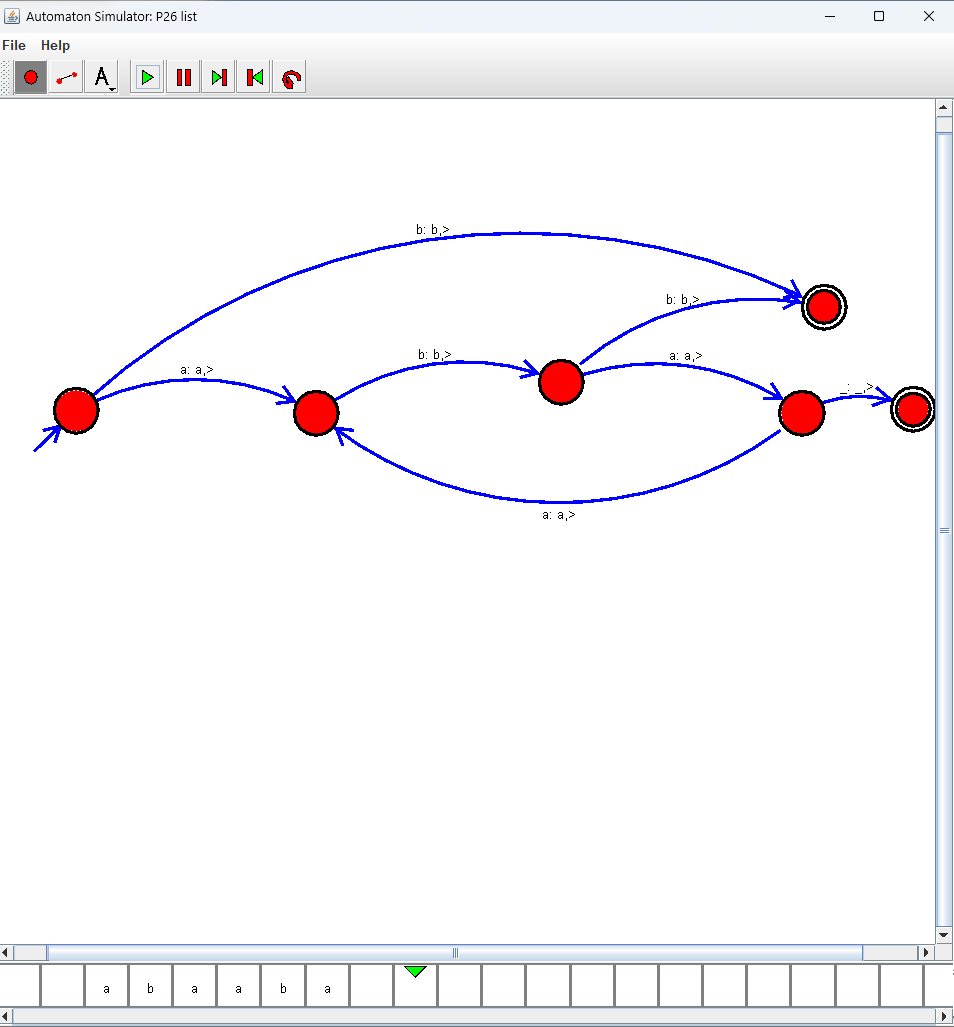 Automaton Simulator: P26 list
File Help
A
b: b,>
b: b,>
a: a,>
b: b,>
a: a,>
_: _,>
a: a,>
a b a a b a